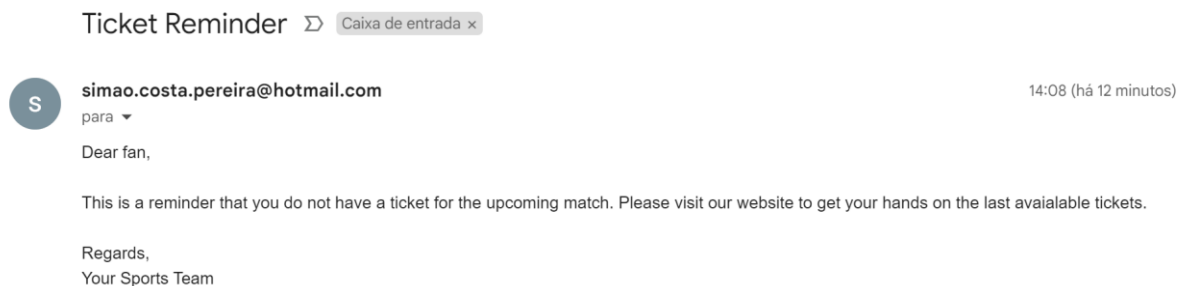 Ticket Reminder Caixa de entrada ×
S
simao.costa.pereira@hotmail.com 14:08 (há 12 minutos)
para
Dear fan,
This is a reminder that you do not have a ticket for the upcoming match. Please visit our website to get your hands on the last avaialable tickets.
Regards,
Your Sports Team